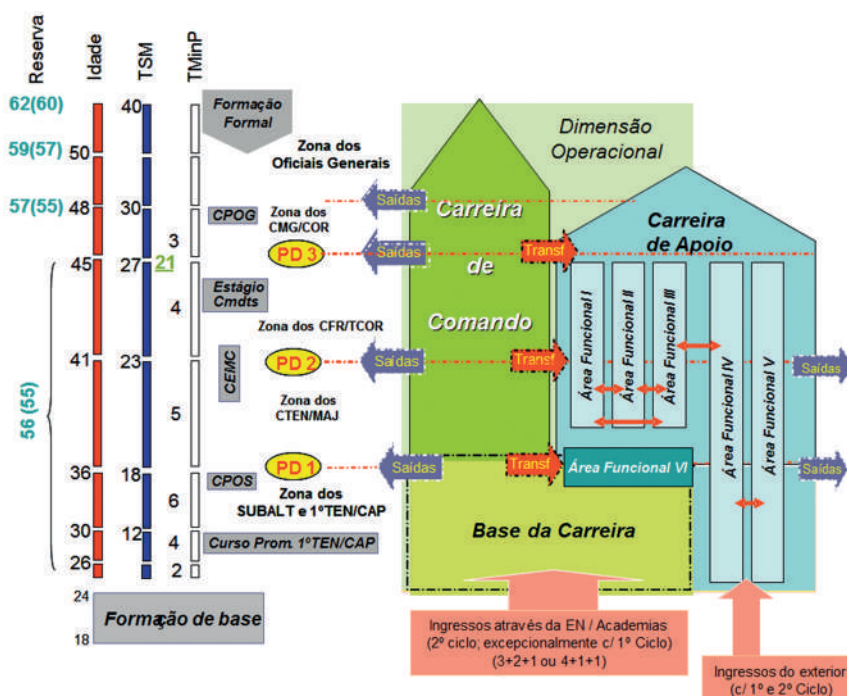 Reserva
Idade
TSM
TMinP
62(60)
59(57)
57(55)
56 (55)
50
48
45
41
36
30
26
24
18
40
30
27
21
23
18
12
3
4
5
6
4
2
Formação
Formal
Zona dos
Oficiais Generais
CPOG
Zona dos
CMG/COR
PD 3
Estágio
Cmdts
Zona dos CFR/TCOR
CEMC
PD 2
Zona dos
CTEN/MAJ
PD 1
CPOS
Zona dos
SUBALT e 1ºTEN/CAP
Curso Prom. 1ºTEN/CAP
Formação de base
Dimensão
Operacional
Carreira
de
Comando
Saídas
Saídas
Saídas
Saídas
Saídas
Saídas
Transf
Transf
Transf
Carreira
de Apoio
Área Funcional I
Área Funcional II
Área Funcional III
Área Funcional IV
Área Funcional V
Área Funcional VI
Base da Carreira
Ingressos através da EN / Academias
(2º ciclo; excepcionalmente c/ 1º Ciclo)
(3+2+1 ou 4+1+1)
Ingressos do exterior
(c/ 1º e 2º Ciclo)